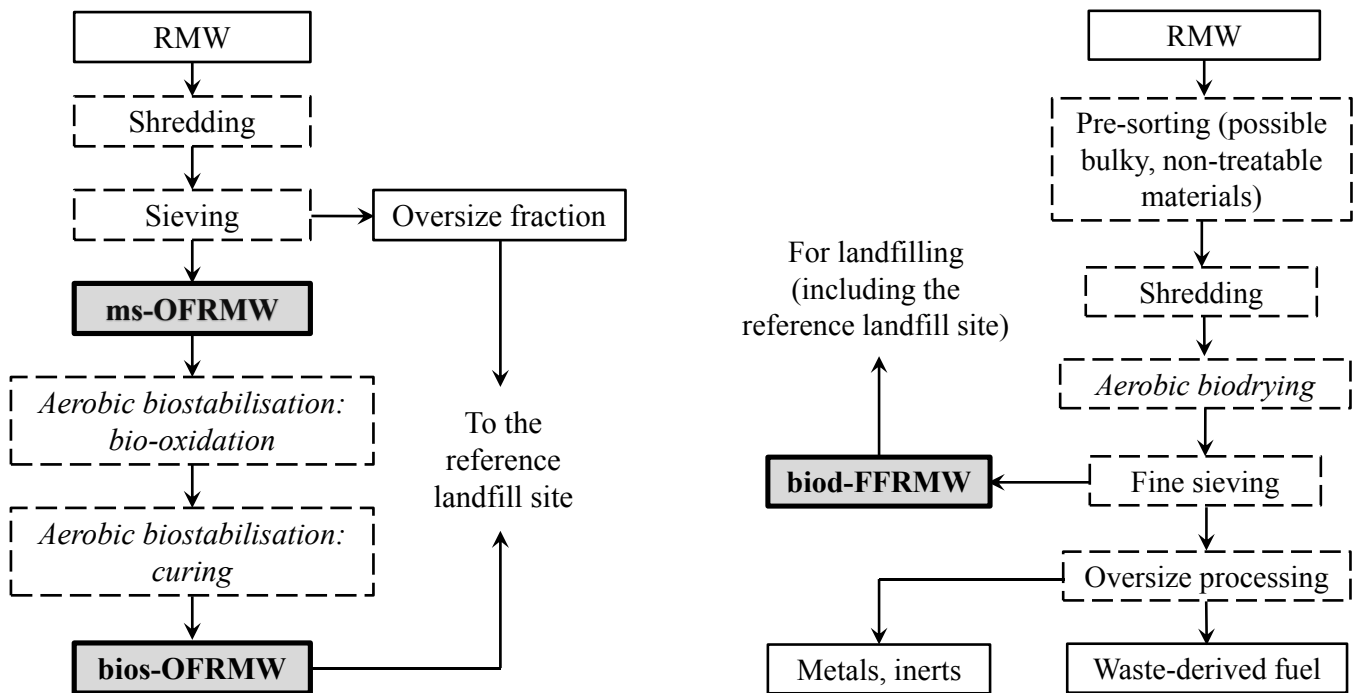 RMW
Shredding
Sieving
Oversize fraction
ms-OFRMW
Aerobic biostabilisation:
bio-oxidation
Aerobic biostabilisation:
curing
bios-OFRMW
To the
reference
landfill site
RMW
Pre-sorting (possible
bulky, non-treatable
materials)
Shredding
Aerobic biodrying
Fine sieving
biod-FFRMW
For landfilling
(including the
reference landfill site)
Oversize processing
Metals, inerts
Waste-derived fuel